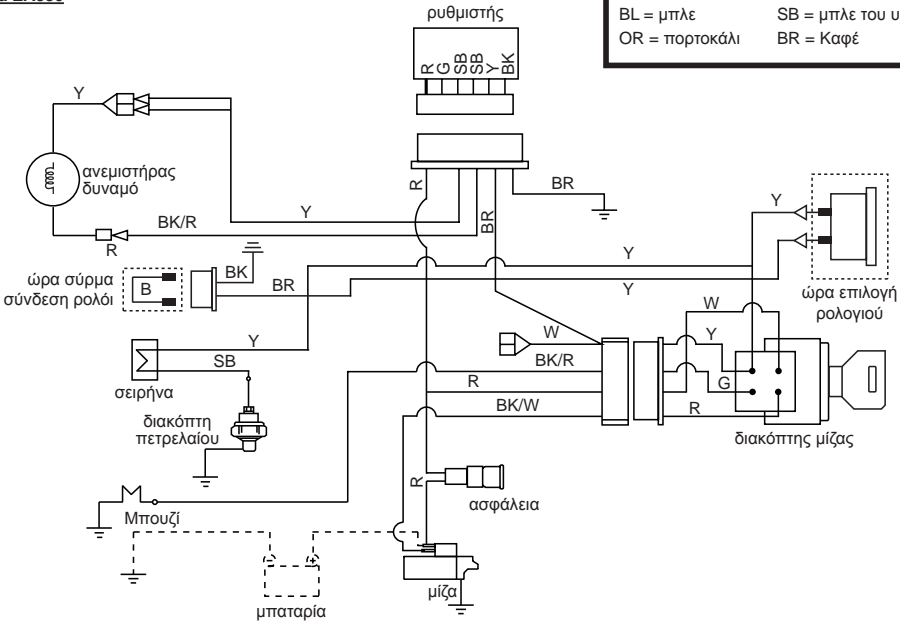 ρυθμιστής
BL = μπλε
OR = πορτοκάλι
SB = μπλε του
BR = Καφέ
R G SB SB Y BK
Y
ανεμιστήρας
δυναμό
R
BR
BR
Y
BK/R
R
Y
ώρα σύρμα
σύνδεση ρολόι
B
BK
BR
Y
Y
ώρα επιλογή
ρολογιού
W
W
Y
Y
SB
BK/R
G
σειρήνα
R
BK/W
R
διακόπτη
πετρελαίου
διακόπτης μίζας
R
ασφάλεια
Μπουζί
μπαταρία
μίζα